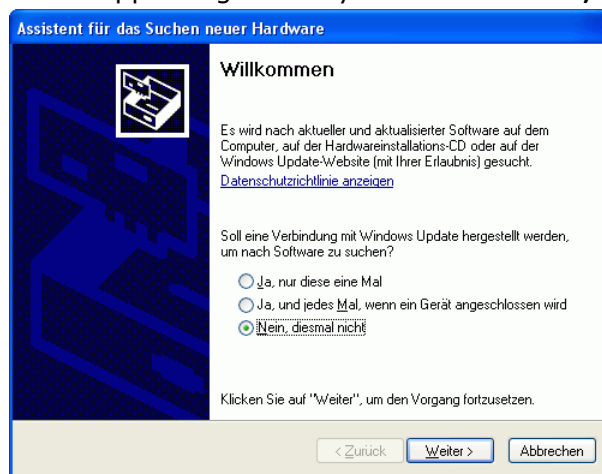 Assistent für das Suchen neuer Hardware
Willkommen
Es wird nach aktueller und aktualisierter Software auf dem
Computer, auf der Hardwareinstallations-CD oder auf der
Windows Update-Website (mit Ihrer Erlaubnis) gesucht.
Datenschutzrichtlinie anzeigen
Soll eine Verbindung mit Windows Update hergestellt werden,
um nach Software zu suchen?
Ja, nur diese eine Mal
Ja, und jedes Mal, wenn ein Gerät angeschlossen wird
Nein, diesmal nicht
Klicken Sie auf "Weiter", um den Vorgang fortzusetzen.
< Zurück Weiter > Abbrechen